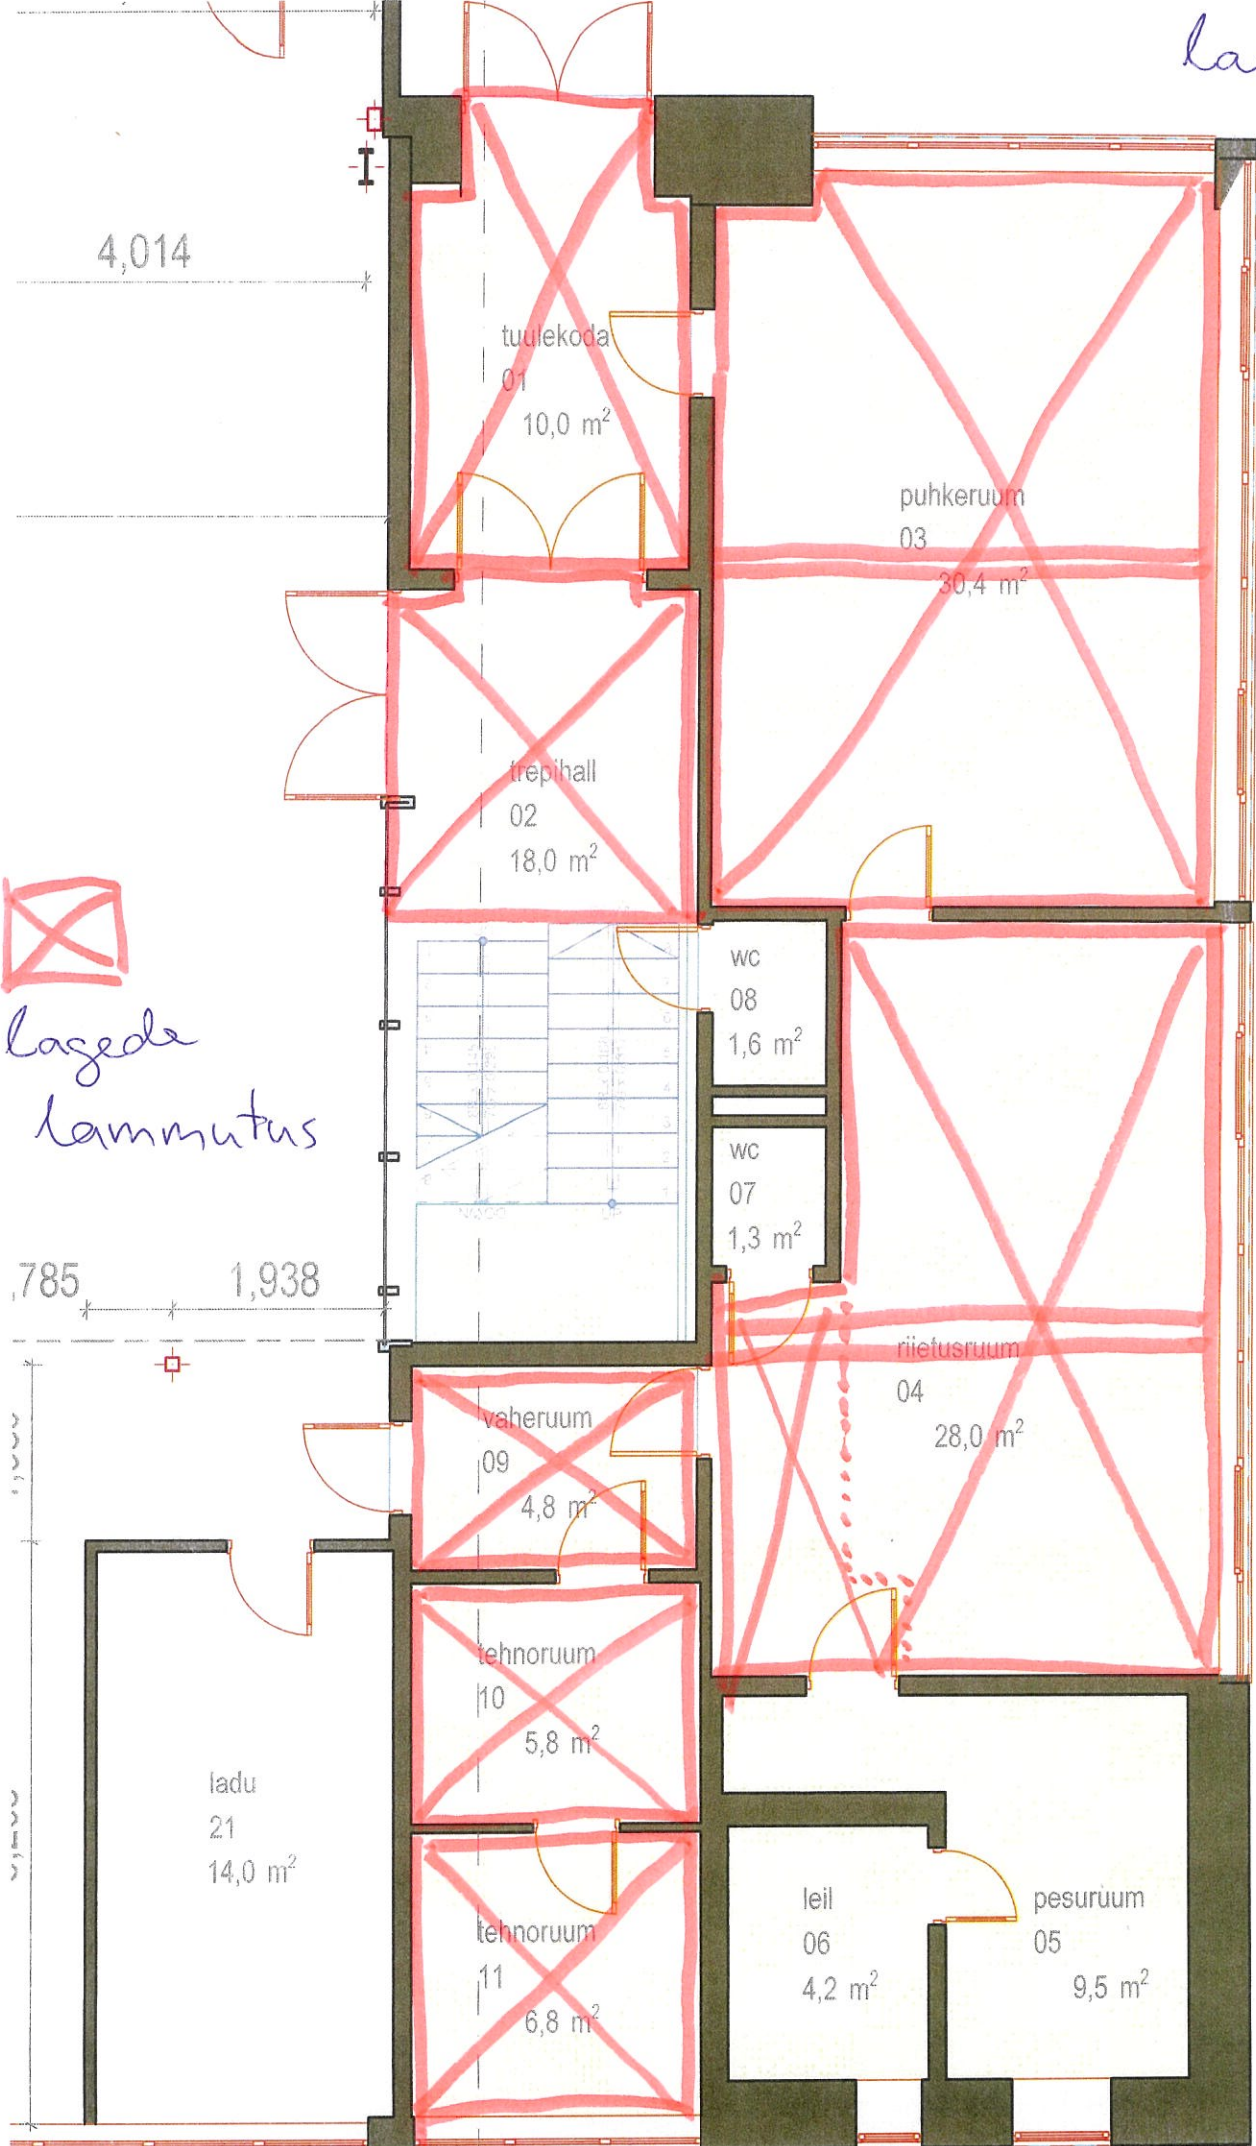 la
4,014
tuulekoda
01
10,0 m²
puhkeruum
03
30,4 m²
trepihall
02
18,0 m²
wc
08
1,6 m²
lagede
lammutus
wc
07
1,3 m²
,785
1,938
riietusruum
04
28,0 m²
vaheruum
09
4,8 m²
tehnoruum
10
5,8 m²
ladu
21
14,0 m²
leil
06
4,2 m²
pesuruum
05
9,5 m²
tehnoruum
11
6,8 m²